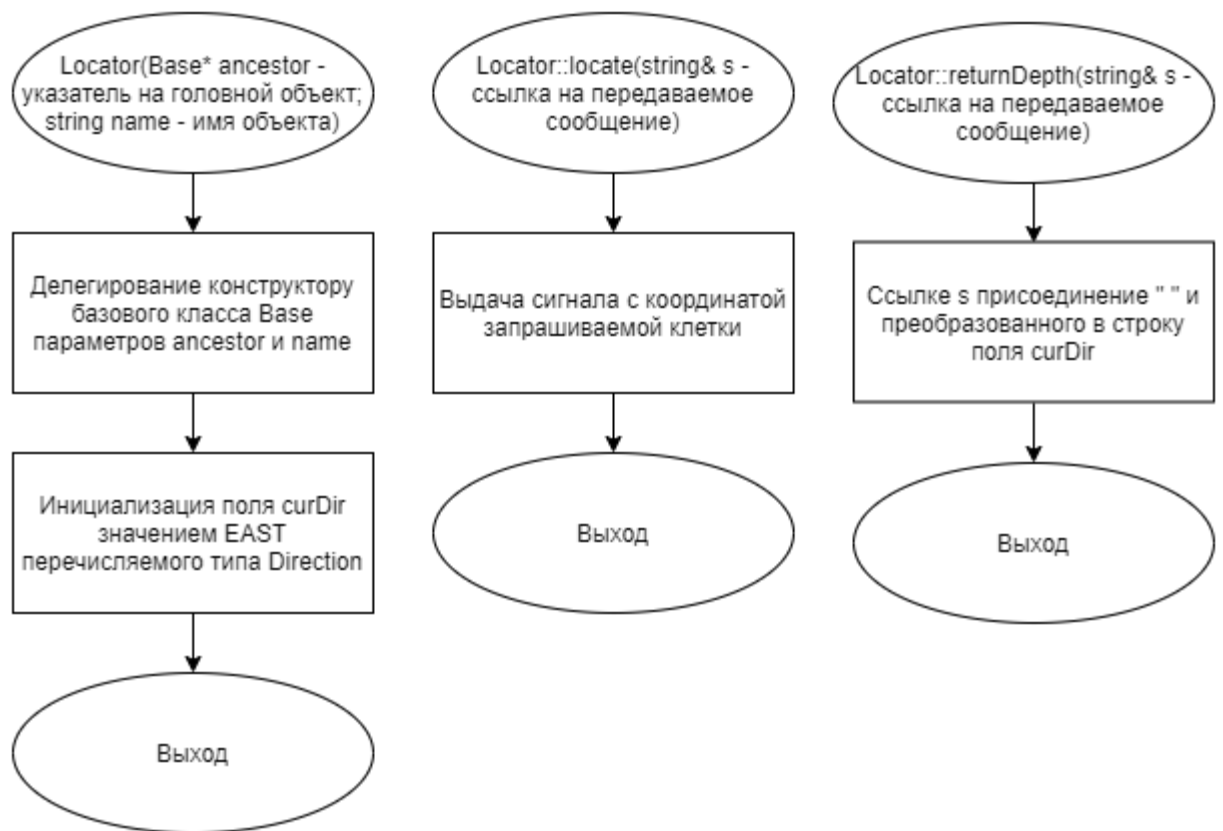 Locator(Base* ancestor -
указатель на головной объект;
string name - имя объекта)
Делегирование конструктору
базового класса Base
параметров ancestor и name
Инициализация поля curDir
значением EAST
перечисляемого типа Direction
Выход
Locator::locate(string& s -
ссылка на передаваемое
сообщение)
Выдача сигнала с координатой
запрашиваемой клетки
Выход
Locator::returnDepth(string& s -
ссылка на передаваемое
сообщение)
Ссылке s присоединение " " и
преобразованного в строку
поля curDir
Выход